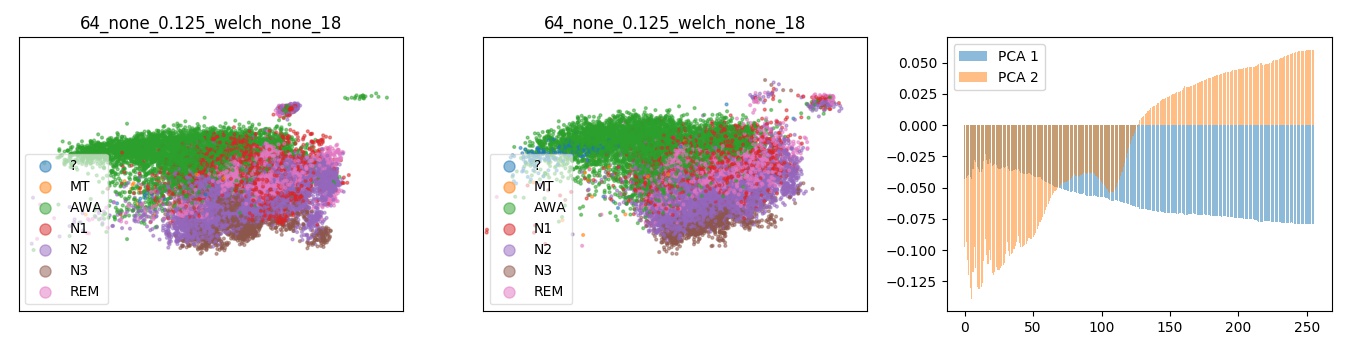 64_none_0.125_welch_none_18
?
MT
AWA
N1
N2
N3
REM
64_none_0.125_welch_none_18
?
MT
AWA
N1
N2
N3
REM
PCA 1
PCA 2
0.050
0.025
0.000
−0.025
−0.050
−0.075
−0.100
−0.125
0 50 100 150 200 250